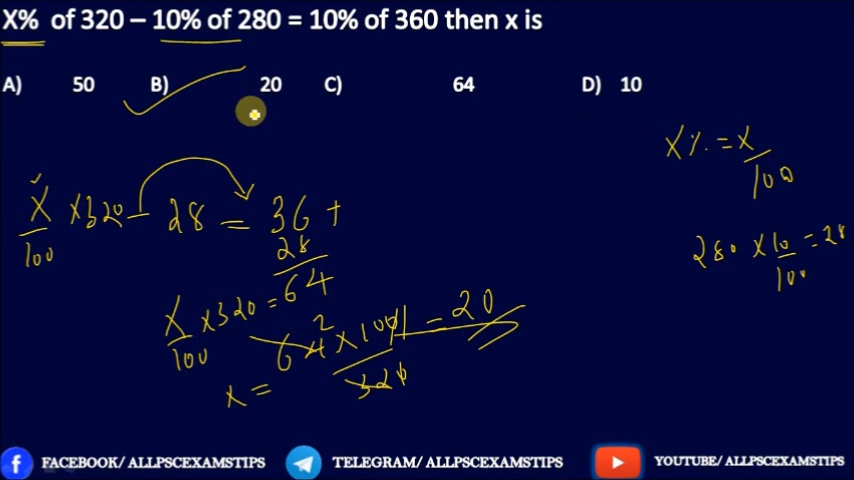 X% of 320 – 10% of 280 = 10% of 360 then x is
A) 50 B) 20 C) 64 D) 10
X% = x/100
X/100 ×320 – 28 = 36 +
28
64
280 × 10/100 = 28
X/100 ×320 = 64
x = 64 2 × 100/320 = 20
FACEBOOK/ ALLPSCEXAMSTIPS TELEGRAM/ ALLPSCEXAMSTIPS YOUTUBE/ ALLPSCEXAMSTIPS